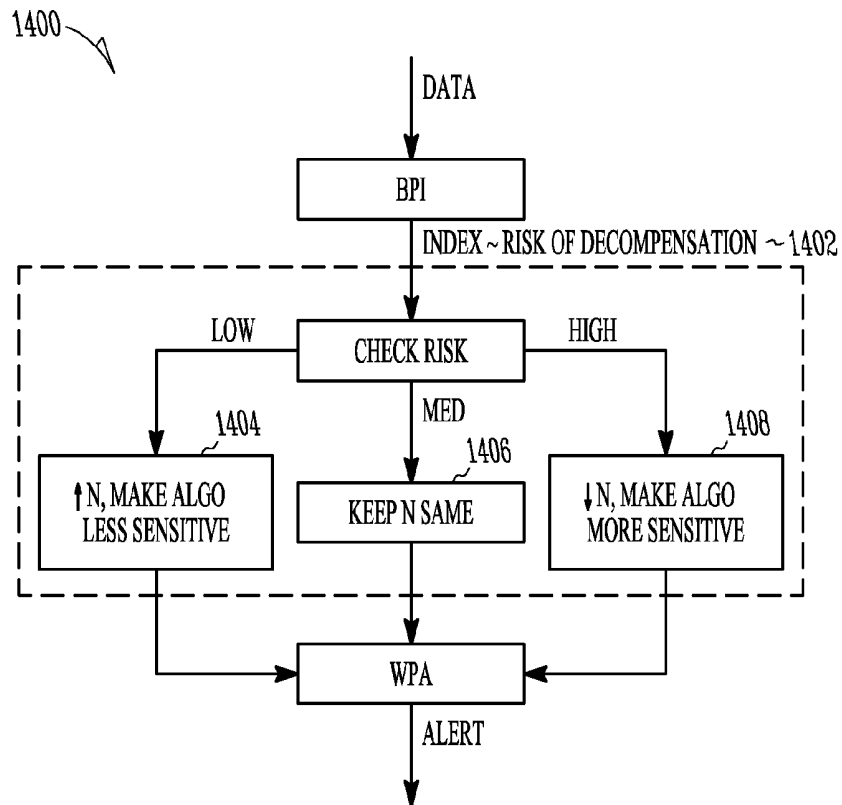 1400
DATA
BPI
INDEX ~ RISK OF DECOMPENSATION ~ 1402
LOW
CHECK RISK
HIGH
MED
1404
↑ N, MAKE ALGO
LESS SENSITIVE
1406
KEEP N SAME
1408
↓ N, MAKE ALGO
MORE SENSITIVE
WPA
ALERT